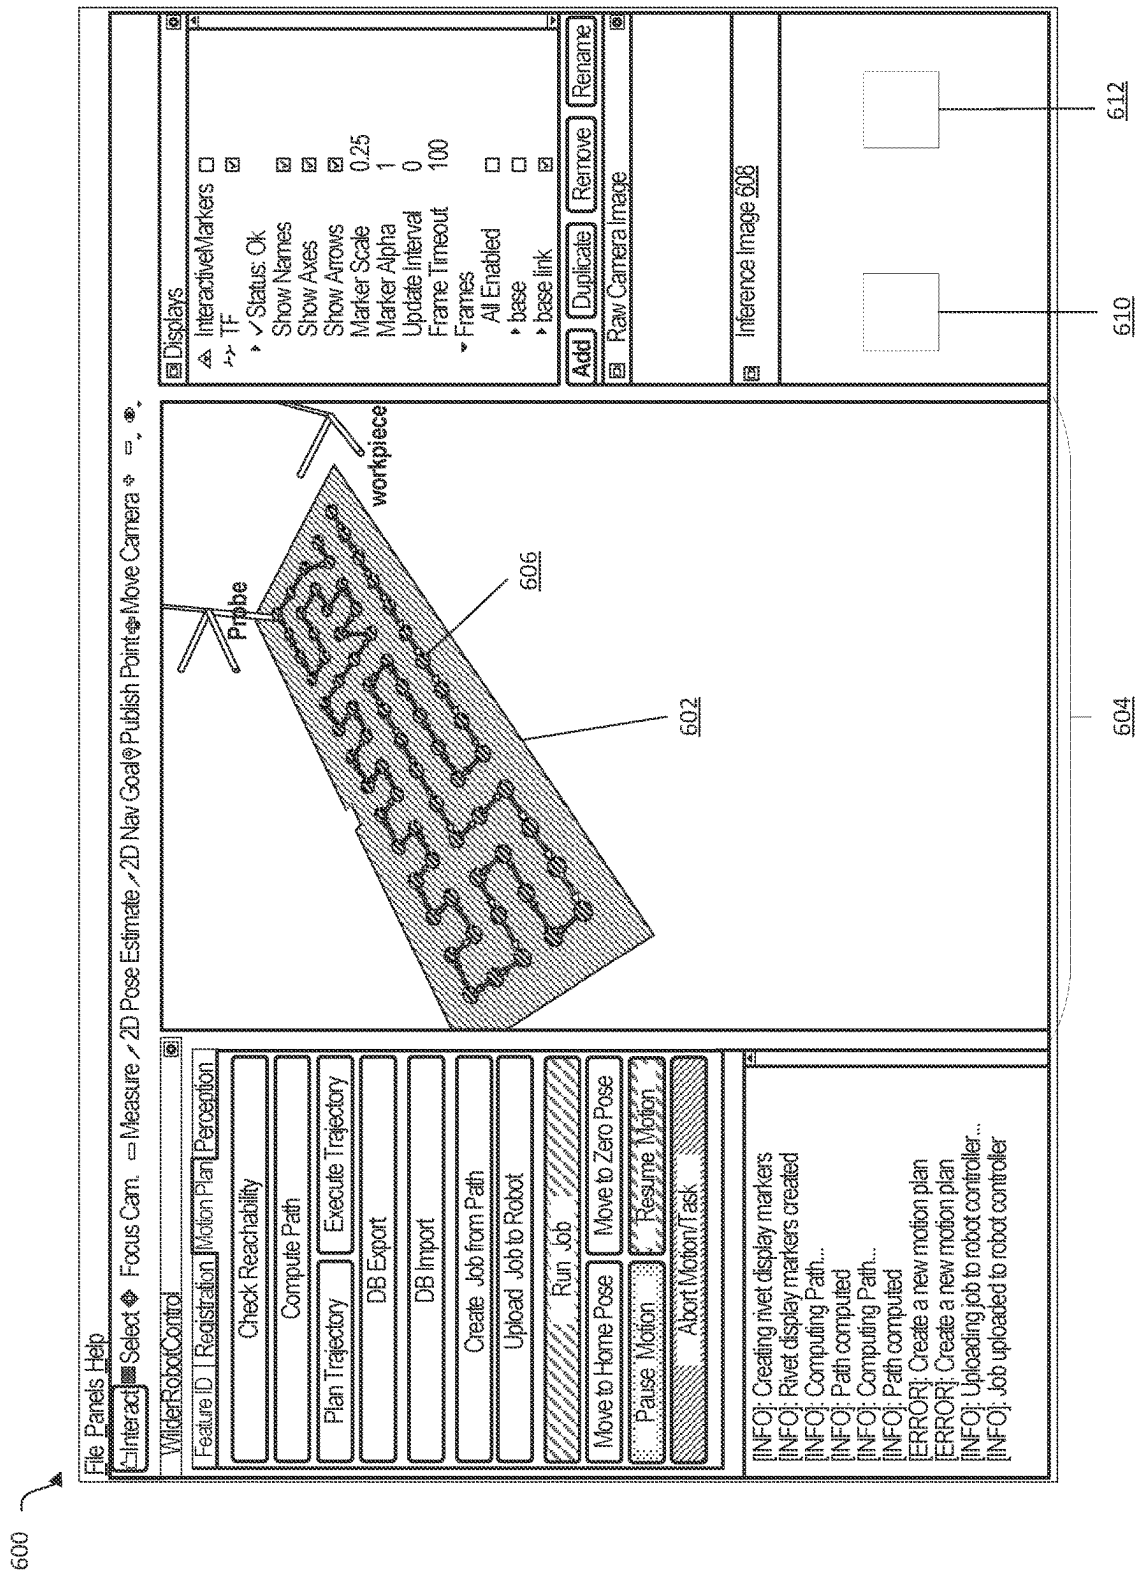 600
File Panels Help
Interact Select Focus Cam. Measure 2D Pose Estimate 2D Nav Goal Publish Point Move Camera
WilderRobotControl
Feature ID Registration Motion Plan Perception
Check Reachability
Compute Path
Plan Trajectory Execute Trajectory
DB Export
DB Import
Create Job from Path
Upload Job to Robot
Run Job
Move to Home Pose Move to Zero Pose
Pause Motion Resume Motion
Abort Motion/Task
[INFO]: Creating rivet display markers
[INFO]: Rivet display markers created
[INFO]: Computing Path...
[INFO]: Path computed
[INFO]: Computing Path...
[INFO]: Path computed
[ERROR]: Create a new motion plan
[ERROR]: Create a new motion plan
[INFO]: Uploading job to robot controller...
[INFO]: Job uploaded to robot controller
Probe
workpiece
606
602
604
Displays
InteractiveMarkers
TF
Status: Ok
Show Names
Show Axes
Show Arrows
Marker Scale 0.25
Marker Alpha 1
Update Interval 0
Frame Timeout 100
Frames
All Enabled
base
base link
Add Duplicate Remove Rename
Raw Camera Image
Inference Image 608
610
612